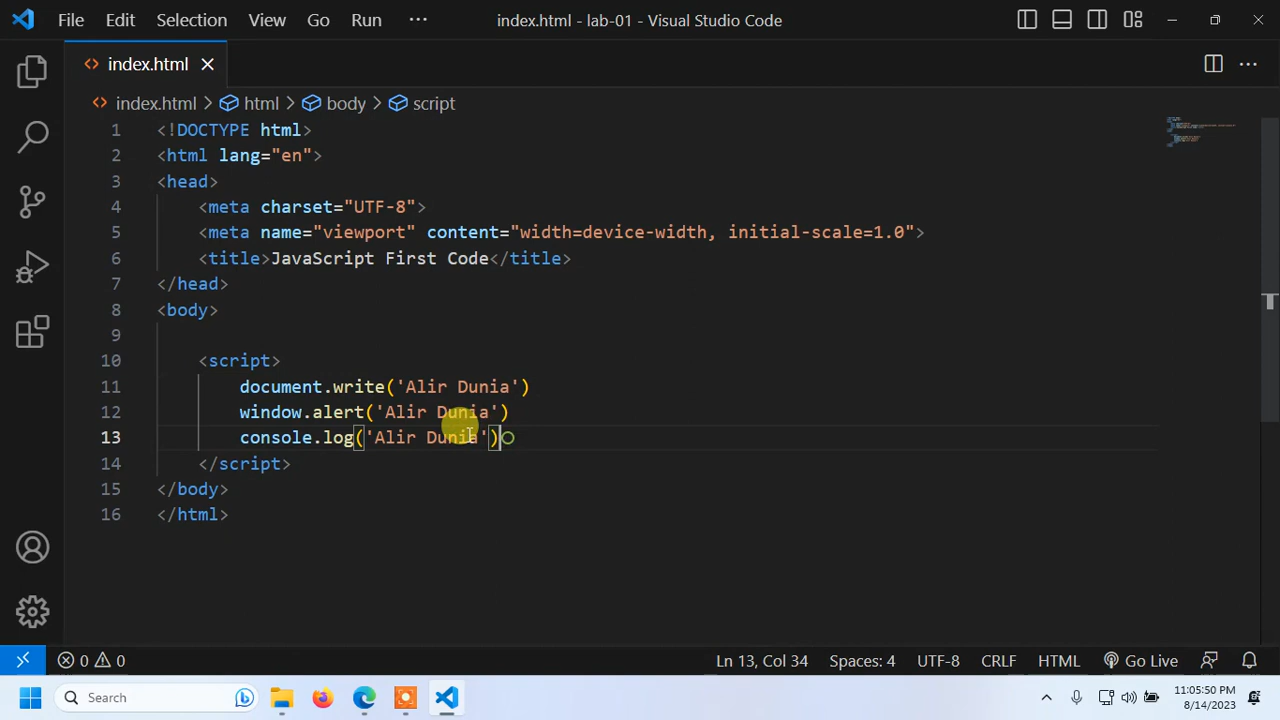 File Edit Selection View Go Run ··· index.html - lab-01 - Visual Studio Code
index.html
index.html > html > body > script
1 <!DOCTYPE html>
2 <html lang="en">
3 <head>
4 <meta charset="UTF-8">
5 <meta name="viewport" content="width=device-width, initial-scale=1.0">
6 <title>JavaScript First Code</title>
7 </head>
8 <body>
9
10 <script>
11 document.write('Alir Dunia')
12 window.alert('Alir Dunia')
13 console.log('Alir Dunia')
14 </script>
15 </body>
16 </html>
0 0 Ln 13, Col 34 Spaces: 4 UTF-8 CRLF HTML Go Live
Search 11:05:50 PM
8/14/2023